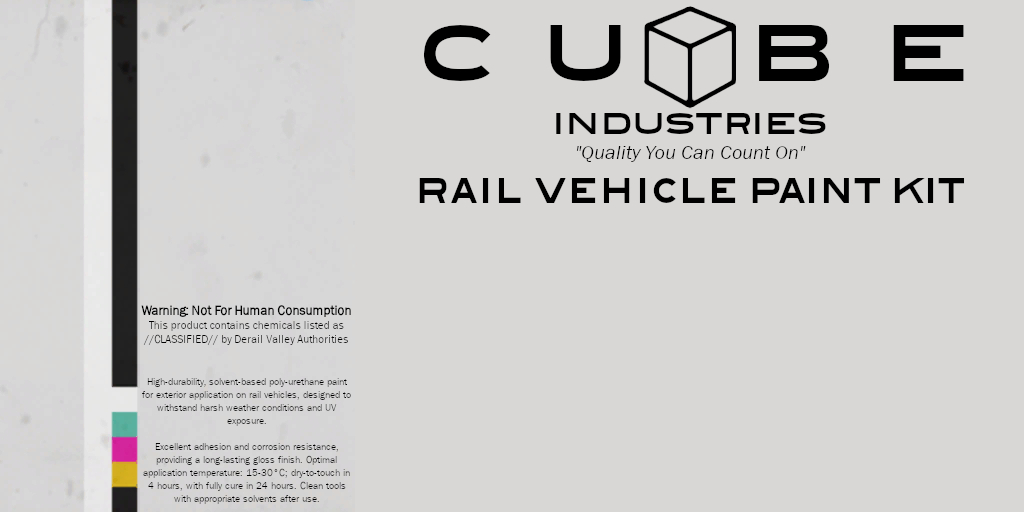 CUBE
INDUSTRIES
"Quality You Can Count On"
RAIL VEHICLE PAINT KIT
Warning: Not For Human Consumption
This product contains chemicals listed as
//CLASSIFIED// by Derail Valley Authorities
High-durability, solvent-based poly-urethane paint
for exterior application on rail vehicles, designed to
withstand harsh weather conditions and UV
exposure.
Excellent adhesion and corrosion resistance,
providing a long-lasting gloss finish. Optimal
application temperature: 15-30°C; dry-to-touch in
4 hours, with fully cure in 24 hours. Clean tools
with appropriate solvents after use.